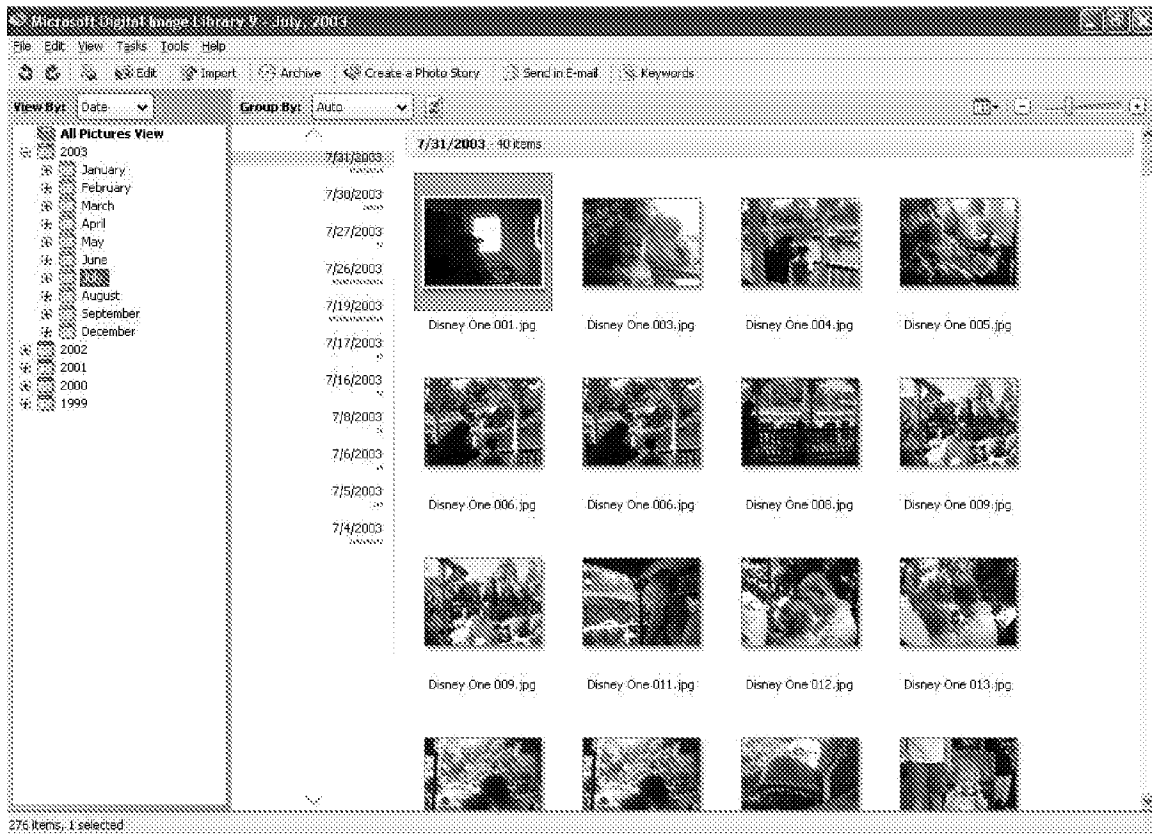 Microsoft Digital Image Library 9 - July, 2003
File Edit View Tasks Tools Help
Edit Import Archive Create a Photo Story Send in E-mail Keywords
View By: Date Group By: Auto
All Pictures View
2003
January
February
March
April
May
June
August
September
December
2002
2001
2000
1999
7/31/2003
7/30/2003
7/27/2003
7/26/2003
7/19/2003
7/17/2003
7/16/2003
7/8/2003
7/6/2003
7/5/2003
7/4/2003
7/31/2003 - 40 items
Disney One 001.jpg Disney One 003.jpg Disney One 004.jpg Disney One 005.jpg
Disney One 006.jpg Disney One 006.jpg Disney One 008.jpg Disney One 009.jpg
Disney One 009.jpg Disney One 011.jpg Disney One 012.jpg Disney One 013.jpg
276 items, 1 selected